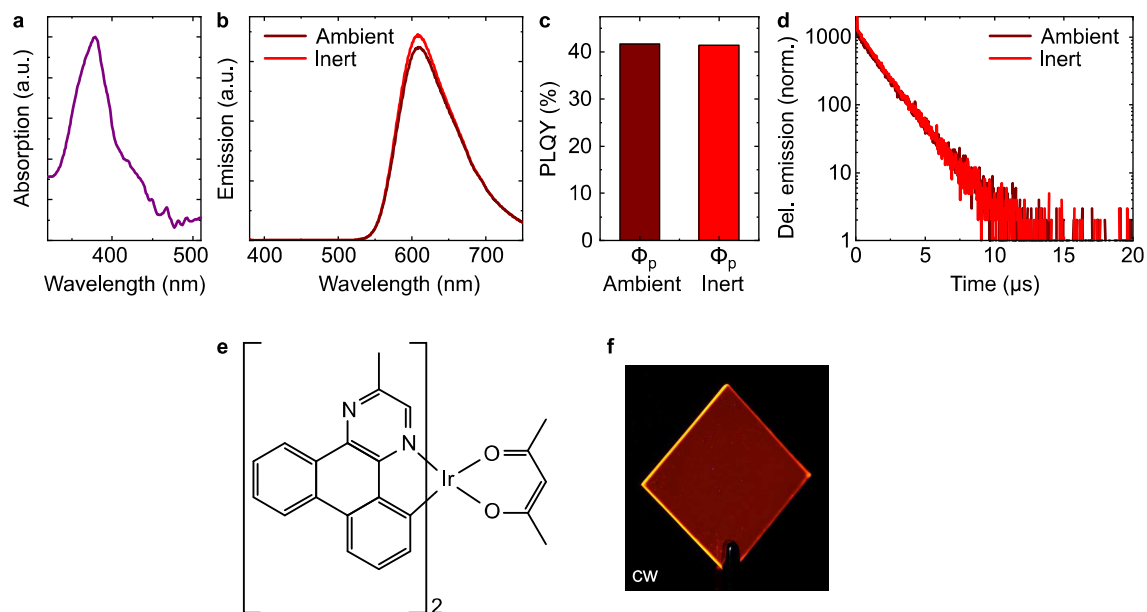 a
Absorption (a.u.)
400
500
Wavelength (nm)
b
Emission (a.u.)
Ambient
Inert
400
500
600
700
Wavelength (nm)
c
PLQY (%)
40
30
20
10
0
Φp
Φp
Ambient
Inert
d
Del. emission (norm.)
1000
100
10
1
Ambient
Inert
0
5
10
15
20
Time (µs)
e
N
N
Ir
O
O
2
f
cw